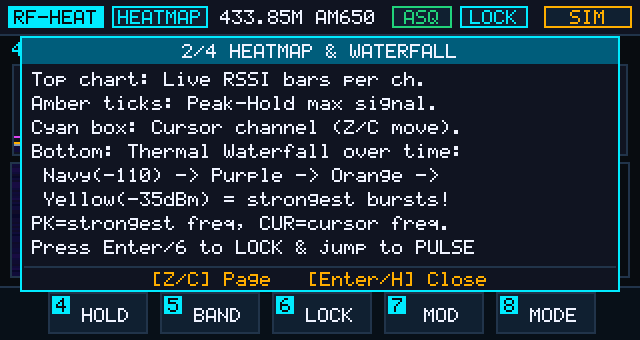 RF-HEAT HEATMAP 433.85M AM650 ASQ LOCK SIM
4
2/4 HEATMAP & WATERFALL
Top chart: Live RSSI bars per ch.
Amber ticks: Peak-Hold max signal.
Cyan box: Cursor channel (Z/C move).
Bottom: Thermal Waterfall over time:
Navy(-110) -> Purple -> Orange ->
Yellow(-35dBm) = strongest bursts!
PK=strongest freq, CUR=cursor freq.
Press Enter/6 to LOCK & jump to PULSE
[Z/C] Page [Enter/H] Close
4 HOLD 5 BAND 6 LOCK 7 MOD 8 MODE